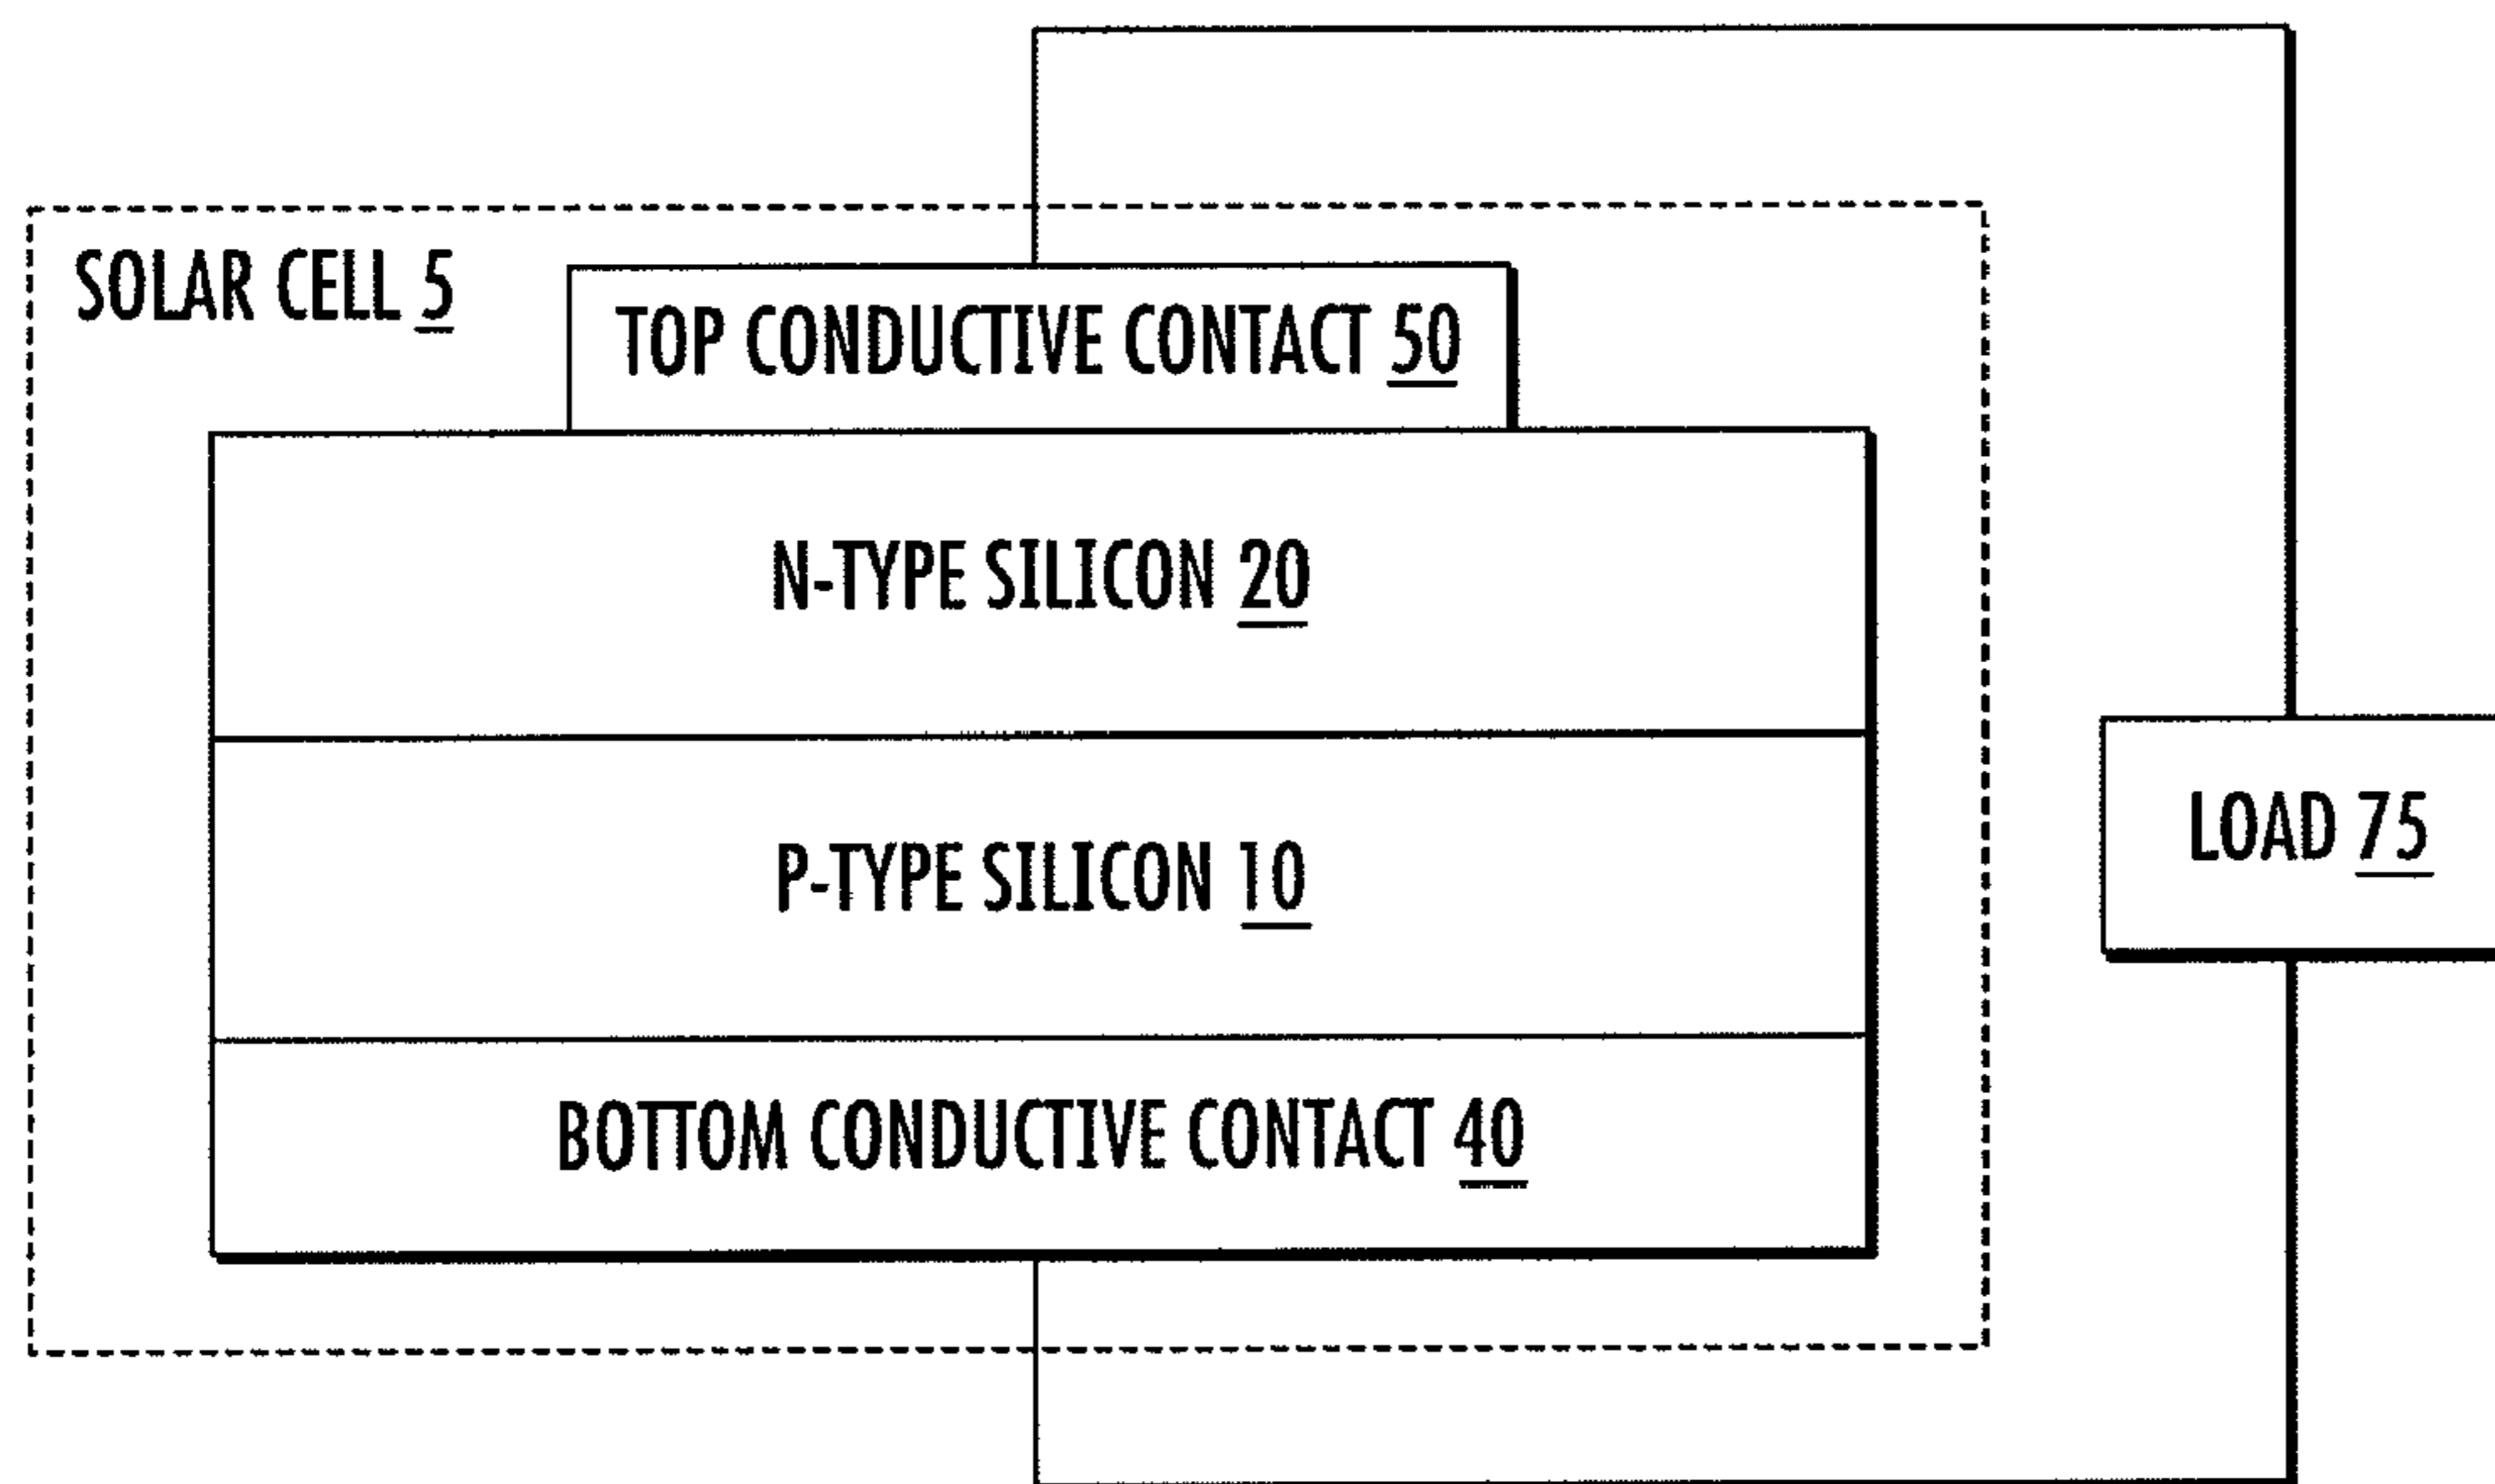 SOLAR CELL 5
TOP CONDUCTIVE CONTACT 50
N-TYPE SILICON 20
P-TYPE SILICON 10
LOAD 75
BOTTOM CONDUCTIVE CONTACT 40